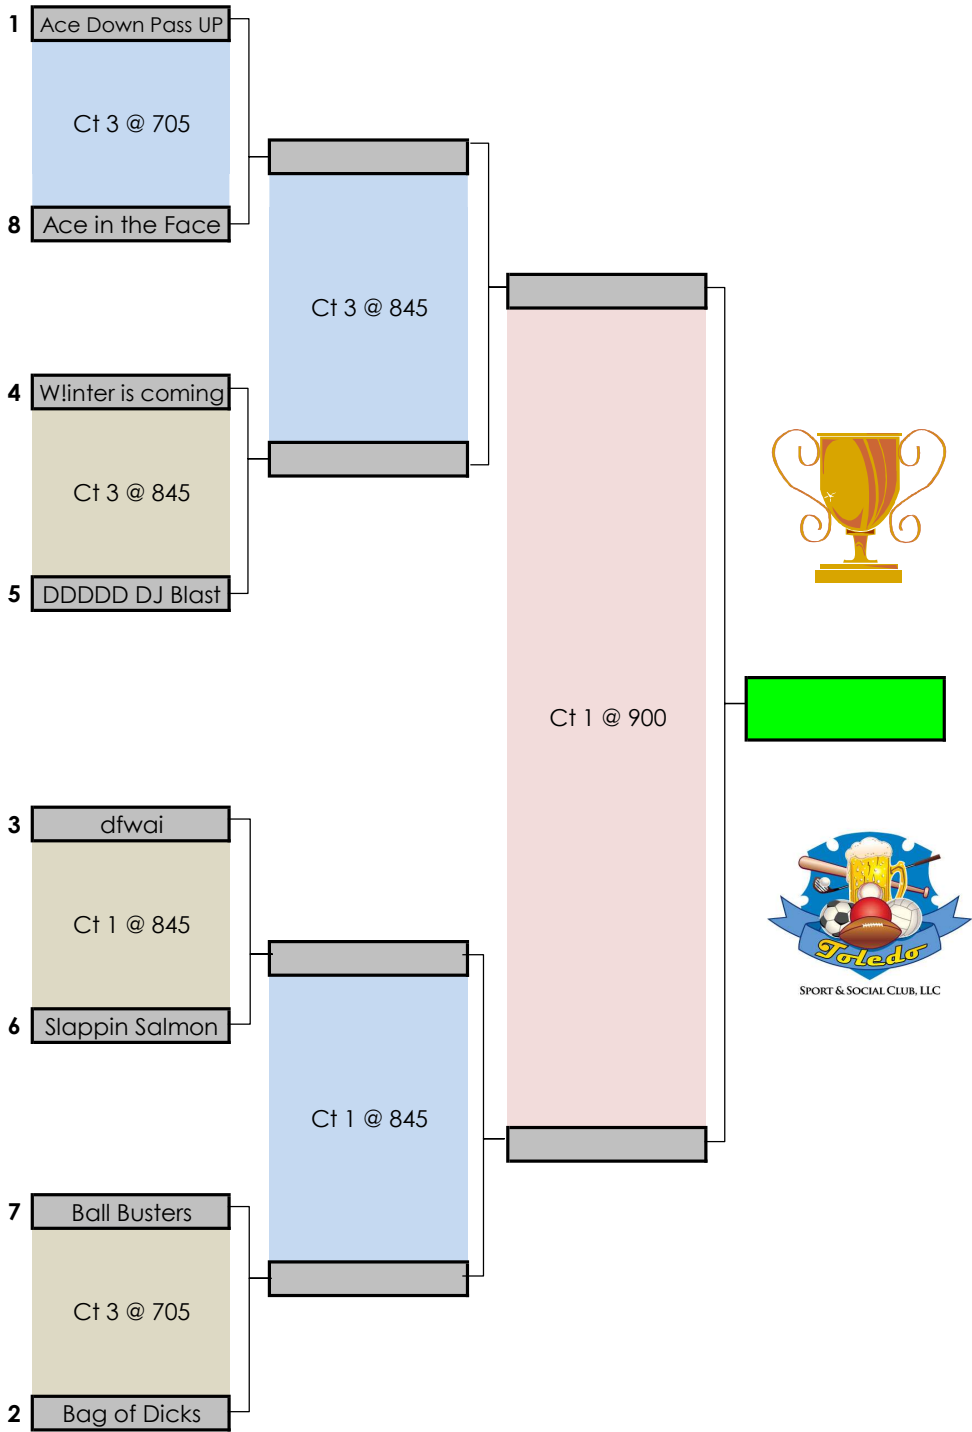 1 Ace Down Pass UP
Ct 3 @ 705
8 Ace in the Face
Ct 3 @ 845
4 W!inter is coming
Ct 3 @ 845
5 DDDDD DJ Blast
Ct 1 @ 900
3 dfwai
Ct 1 @ 845
6 Slappin Salmon
Ct 1 @ 845
7 Ball Busters
Ct 3 @ 705
2 Bag of Dicks
Toledo
SPORT & SOCIAL CLUB, LLC